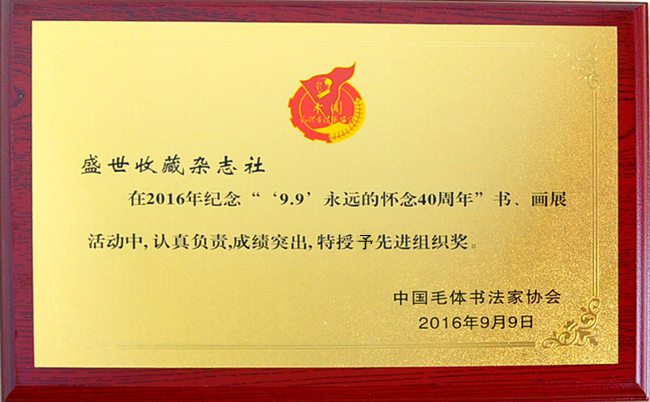 盛世收藏杂志社
在2016年纪念“‘9.9’永远的怀念40周年”书、画展
活动中,认真负责,成绩突出,特授予先进组织奖。
中国毛体书法家协会
2016年9月9日